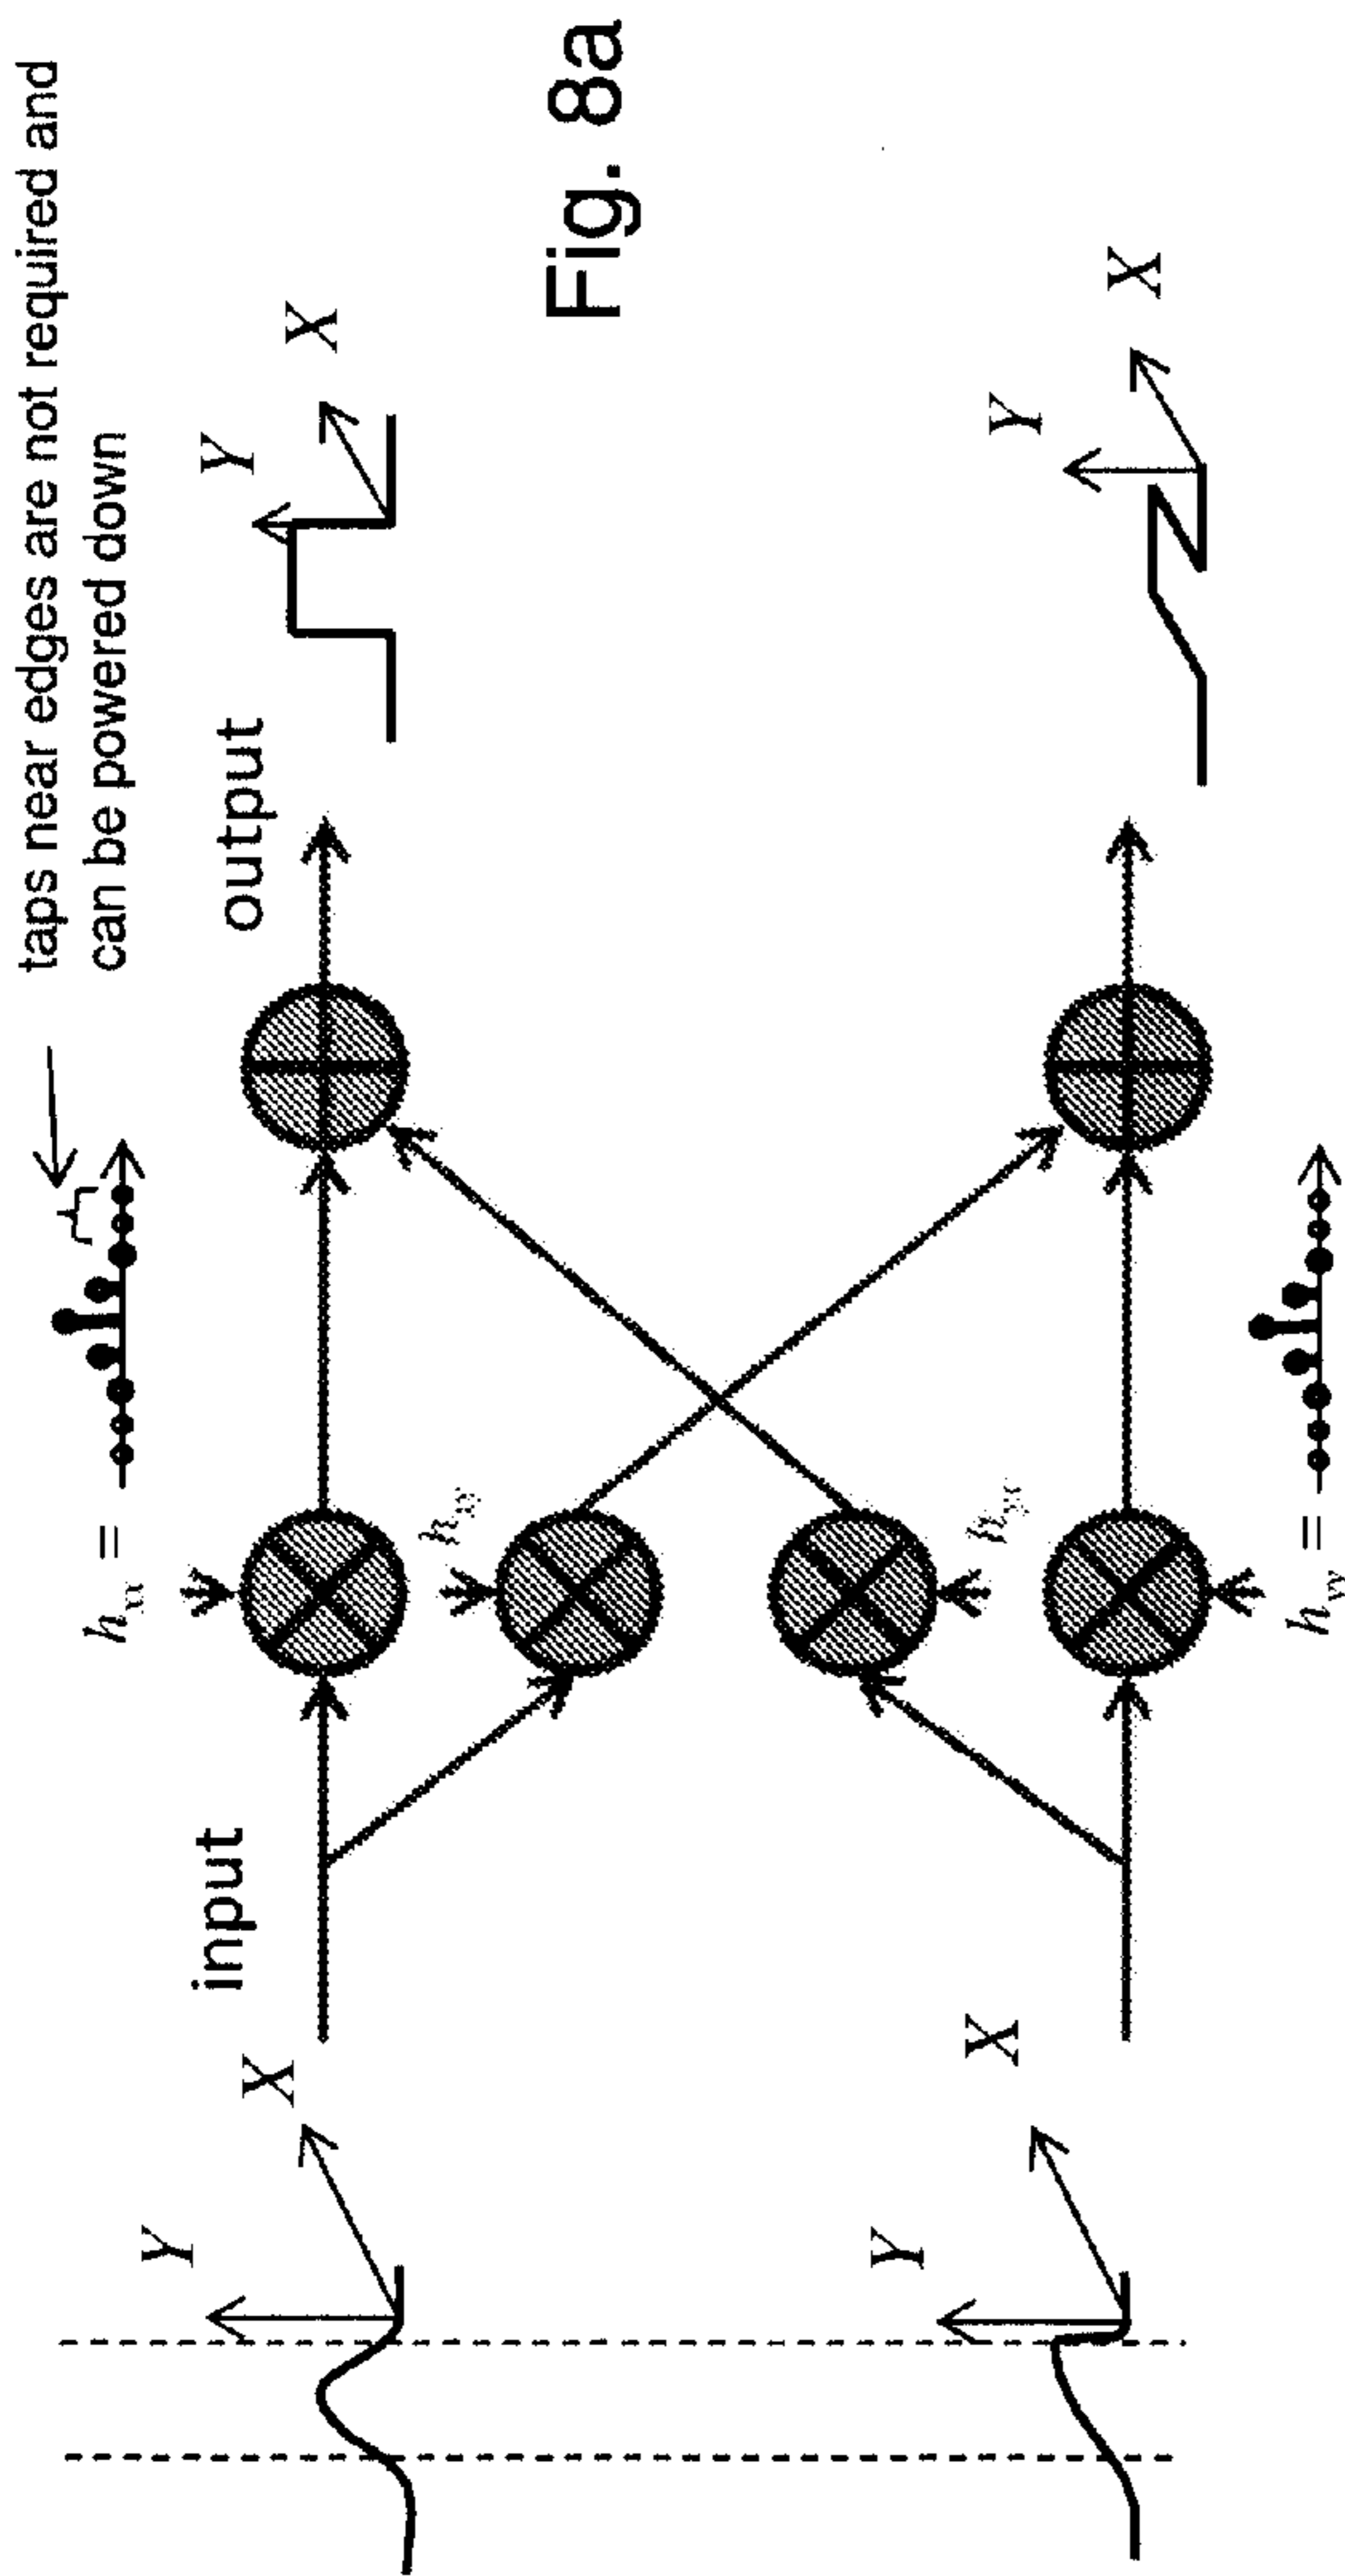 taps near edges are not required and
can be powered down
h_xx =
input
output
Y
X
Y
X
h_xy
h_yx
Y
X
Y
X
h_yy =
Fig. 8a